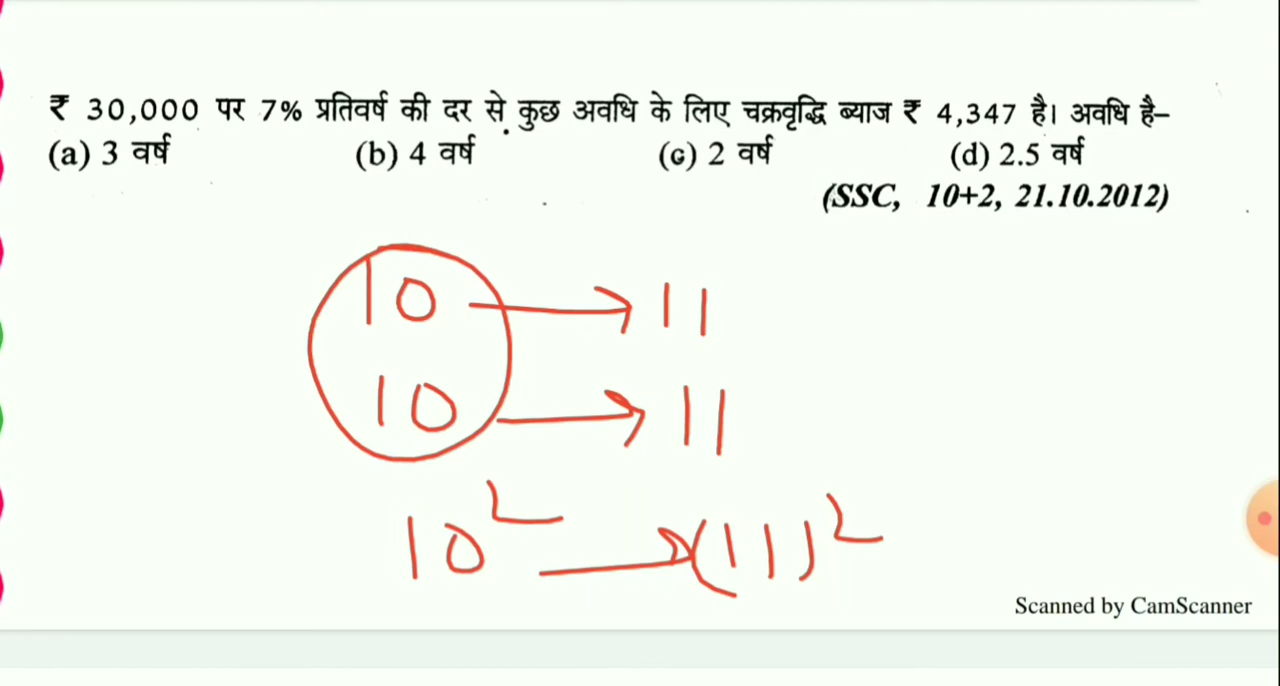 ₹ 30,000 पर 7% प्रतिवर्ष की दर से कुछ अवधि के लिए चक्रवृद्धि ब्याज ₹ 4,347 है। अवधि है–
(a) 3 वर्ष (b) 4 वर्ष (c) 2 वर्ष (d) 2.5 वर्ष
(SSC, 10+2, 21.10.2012)
10 → 11
10 → 11
10² → (11)²
Scanned by CamScanner